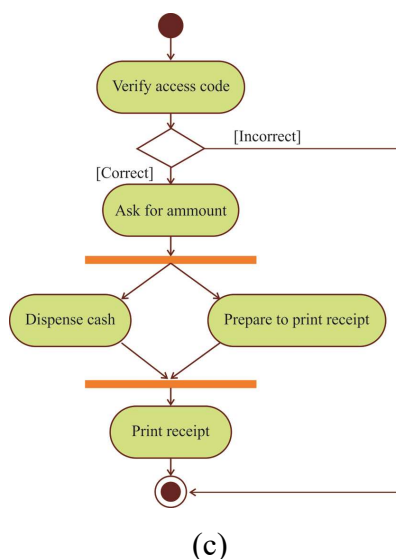 Verify access code
[Incorrect]
[Correct]
Ask for ammount
Dispense cash
Prepare to print receipt
Print receipt
(c)